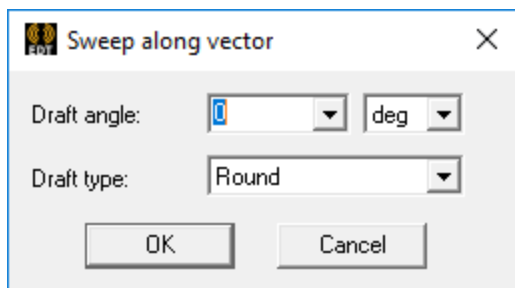 EDT Sweep along vector
Draft angle: 0 deg
Draft type: Round
OK Cancel